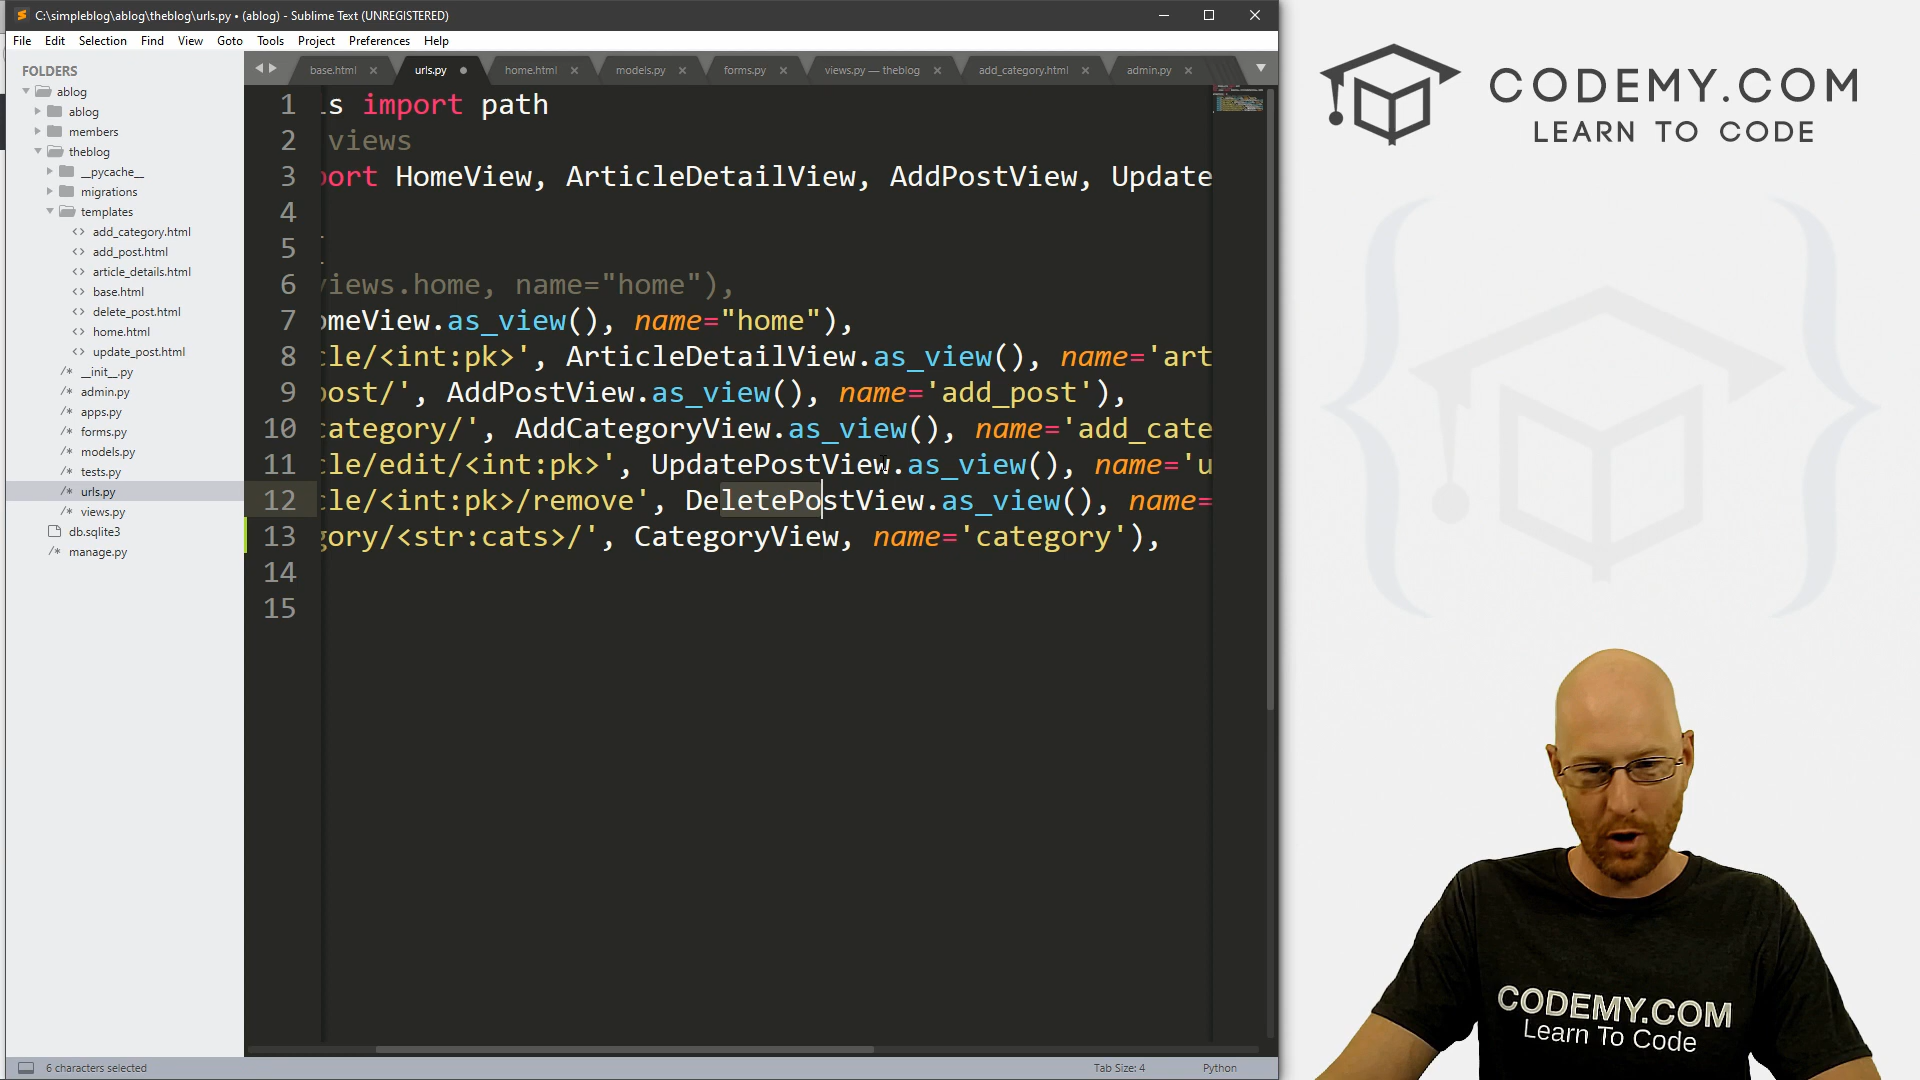 C:\simpleblog\ablog\theblog\urls.py • (ablog) - Sublime Text (UNREGISTERED)
File Edit Selection Find View Goto Tools Project Preferences Help
FOLDERS
ablog
ablog
members
theblog
__pycache__
migrations
templates
add_category.html
add_post.html
article_details.html
base.html
delete_post.html
home.html
update_post.html
__init__.py
admin.py
apps.py
forms.py
models.py
tests.py
urls.py
views.py
db.sqlite3
manage.py
base.html urls.py home.html models.py forms.py views.py — theblog add_category.html admin.py
1 s import path
2 views
3 ort HomeView, ArticleDetailView, AddPostView, Update
4
5
6 views.home, name="home"),
7 omeView.as_view(), name="home"),
8 cle/<int:pk>', ArticleDetailView.as_view(), name='art
9 post/', AddPostView.as_view(), name='add_post'),
10 category/', AddCategoryView.as_view(), name='add_cate
11 cle/edit/<int:pk>', UpdatePostView.as_view(), name='u
12 cle/<int:pk>/remove', DeletePostView.as_view(), name=
13 gory/<str:cats>/', CategoryView, name='category'),
14
15
6 characters selected
Tab Size: 4
Python
CODEMY.COM
LEARN TO CODE
CODEMY.COM
Learn To Code